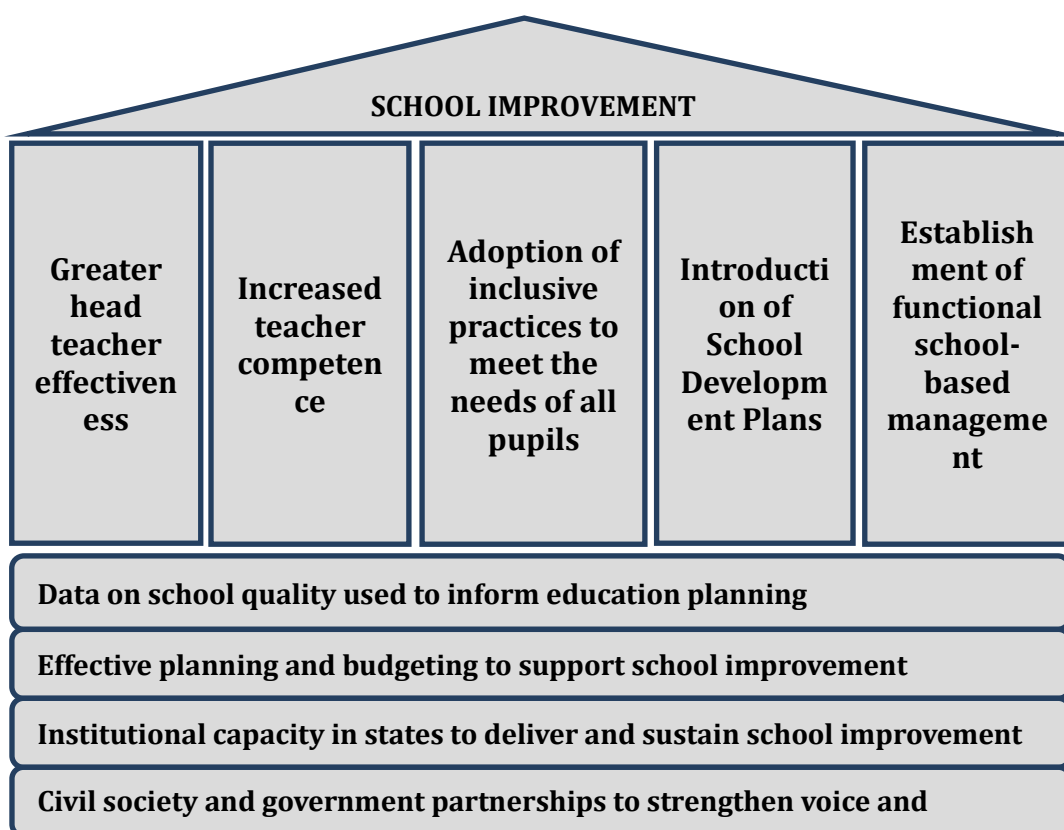 SCHOOL IMPROVEMENT
Greater
head
teacher
effectiven
ess
Increased
teacher
competen
ce
Adoption of
inclusive
practices to
meet the
needs of all
pupils
Introducti
on of
School
Developm
ent Plans
Establish
ment of
functional
school-
based
manageme
nt
Data on school quality used to inform education planning
Effective planning and budgeting to support school improvement
Institutional capacity in states to deliver and sustain school improvement
Civil society and government partnerships to strengthen voice and